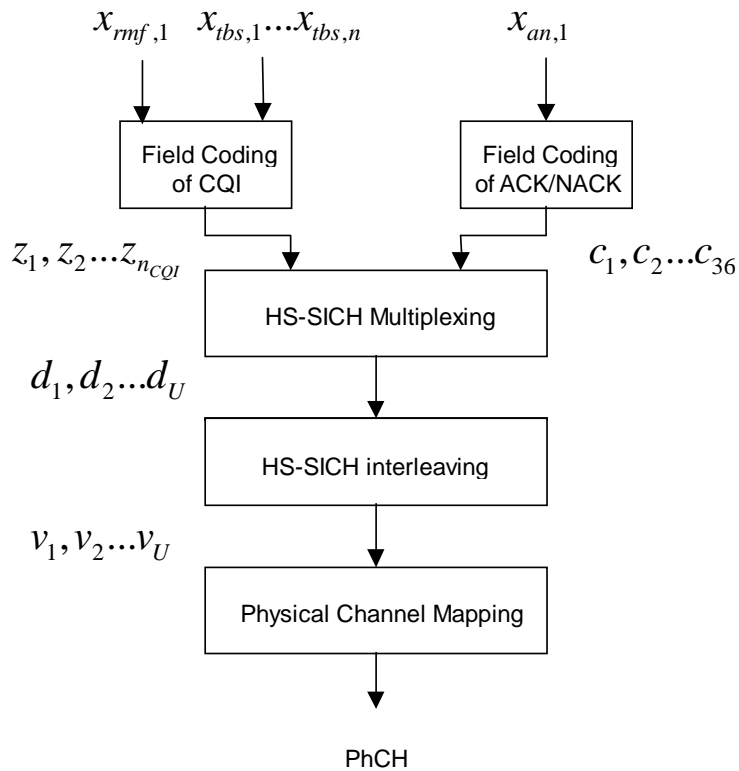 x_{rmf,1} x_{tbs,1}...x_{tbs,n} x_{an,1}
Field Coding
of CQI
Field Coding
of ACK/NACK
z_1, z_2...z_{n_{CQI}} c_1, c_2...c_{36}
HS-SICH Multiplexing
d_1, d_2...d_U
HS-SICH interleaving
v_1, v_2...v_U
Physical Channel Mapping
PhCH